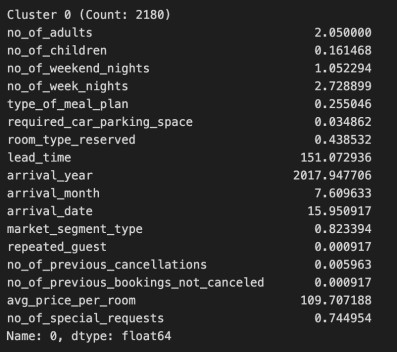 Cluster 0 (Count: 2180)
no_of_adults 2.050000
no_of_children 0.161468
no_of_weekend_nights 1.052294
no_of_week_nights 2.728899
type_of_meal_plan 0.255046
required_car_parking_space 0.034862
room_type_reserved 0.438532
lead_time 151.072936
arrival_year 2017.947706
arrival_month 7.609633
arrival_date 15.950917
market_segment_type 0.823394
repeated_guest 0.000917
no_of_previous_cancellations 0.005963
no_of_previous_bookings_not_canceled 0.000917
avg_price_per_room 109.707188
no_of_special_requests 0.744954
Name: 0, dtype: float64